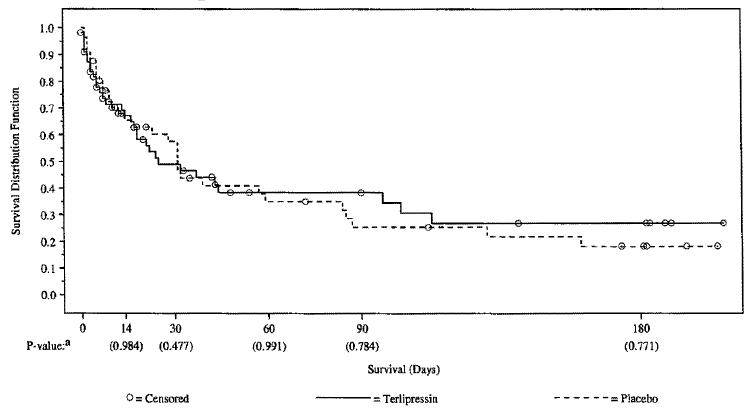 Survival Distribution Function
1.0
0.9
0.8
0.7
0.6
0.5
0.4
0.3
0.2
0.1
0.0
0 14 30 60 90 180
P-value:a (0.984) (0.477) (0.991) (0.784) (0.771)
Survival (Days)
O = Censored = Terlipressin = Placebo